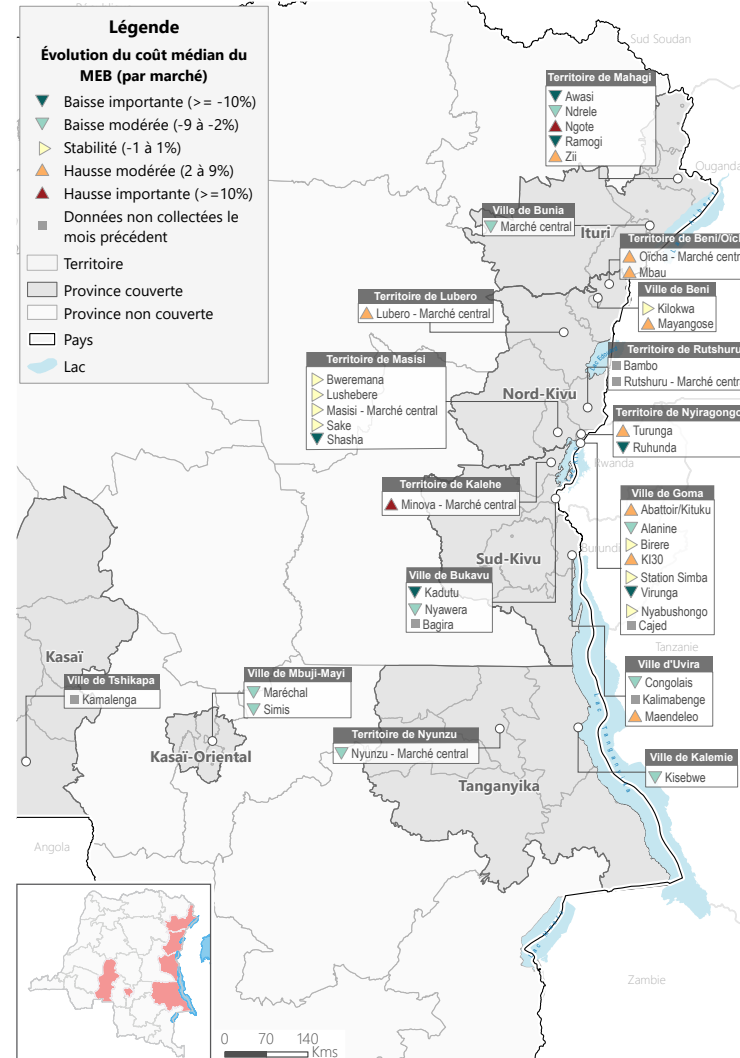 Légende
Évolution du coût médian du
MEB (par marché)
Baisse importante (>= -10%)
Baisse modérée (-9 à -2%)
Stabilité (-1 à 1%)
Hausse modérée (2 à 9%)
Hausse importante (>=10%)
Données non collectées le
mois précédent
Territoire
Province couverte
Province non couverte
Pays
Lac
Sud Soudan
Territoire de Mahagi
Awasi
Ndrele
Ngote
Ramogi
Zii
Ouganda
Ville de Bunia
Marché central
Ituri
Territoire de Beni/Oïch
Oïcha - Marché centr
Mbau
Ville de Beni
Kilokwa
Mayangose
Territoire de Lubero
Lubero - Marché central
Territoire de Rutshuru
Bambo
Rutshuru - Marché centr
Territoire de Masisi
Bweremana
Lushebere
Masisi - Marché central
Sake
Shasha
Nord-Kivu
Territoire de Nyiragongo
Turunga
Ruhunda
Rwanda
Territoire de Kalehe
Minova - Marché central
Ville de Goma
Abattoir/Kituku
Alanine
Birere
KI30
Station Simba
Virunga
Nyabushongo
Cajed
Sud-Kivu
Burundi
Ville de Bukavu
Kadutu
Nyawera
Bagira
Tanzanie
Ville d'Uvira
Congolais
Kalimabenge
Maendeleo
Kasaï
Ville de Tshikapa
Kamalenga
Ville de Mbuji-Mayi
Maréchal
Simis
Kasaï-Oriental
Territoire de Nyunzu
Nyunzu - Marché central
Tanganyika
Lac Tanganyika
Ville de Kalemie
Kisebwe
Angola
Zambie
0 70 140
Kms